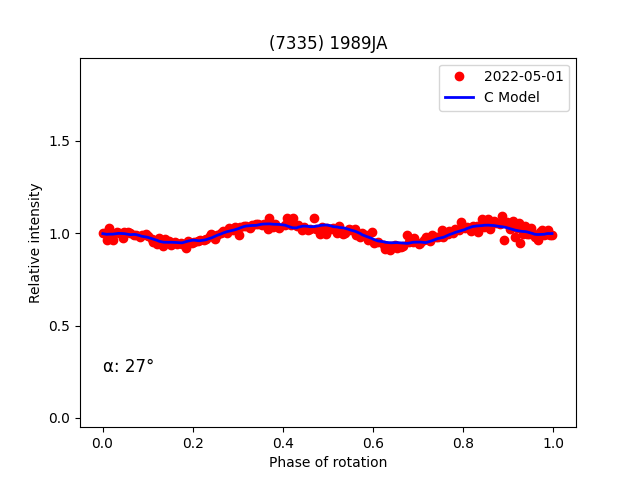 (7335) 1989JA
2022-05-01
C Model
1.5
1.0
0.5
0.0
Relative intensity
α: 27°
0.0 0.2 0.4 0.6 0.8 1.0
Phase of rotation